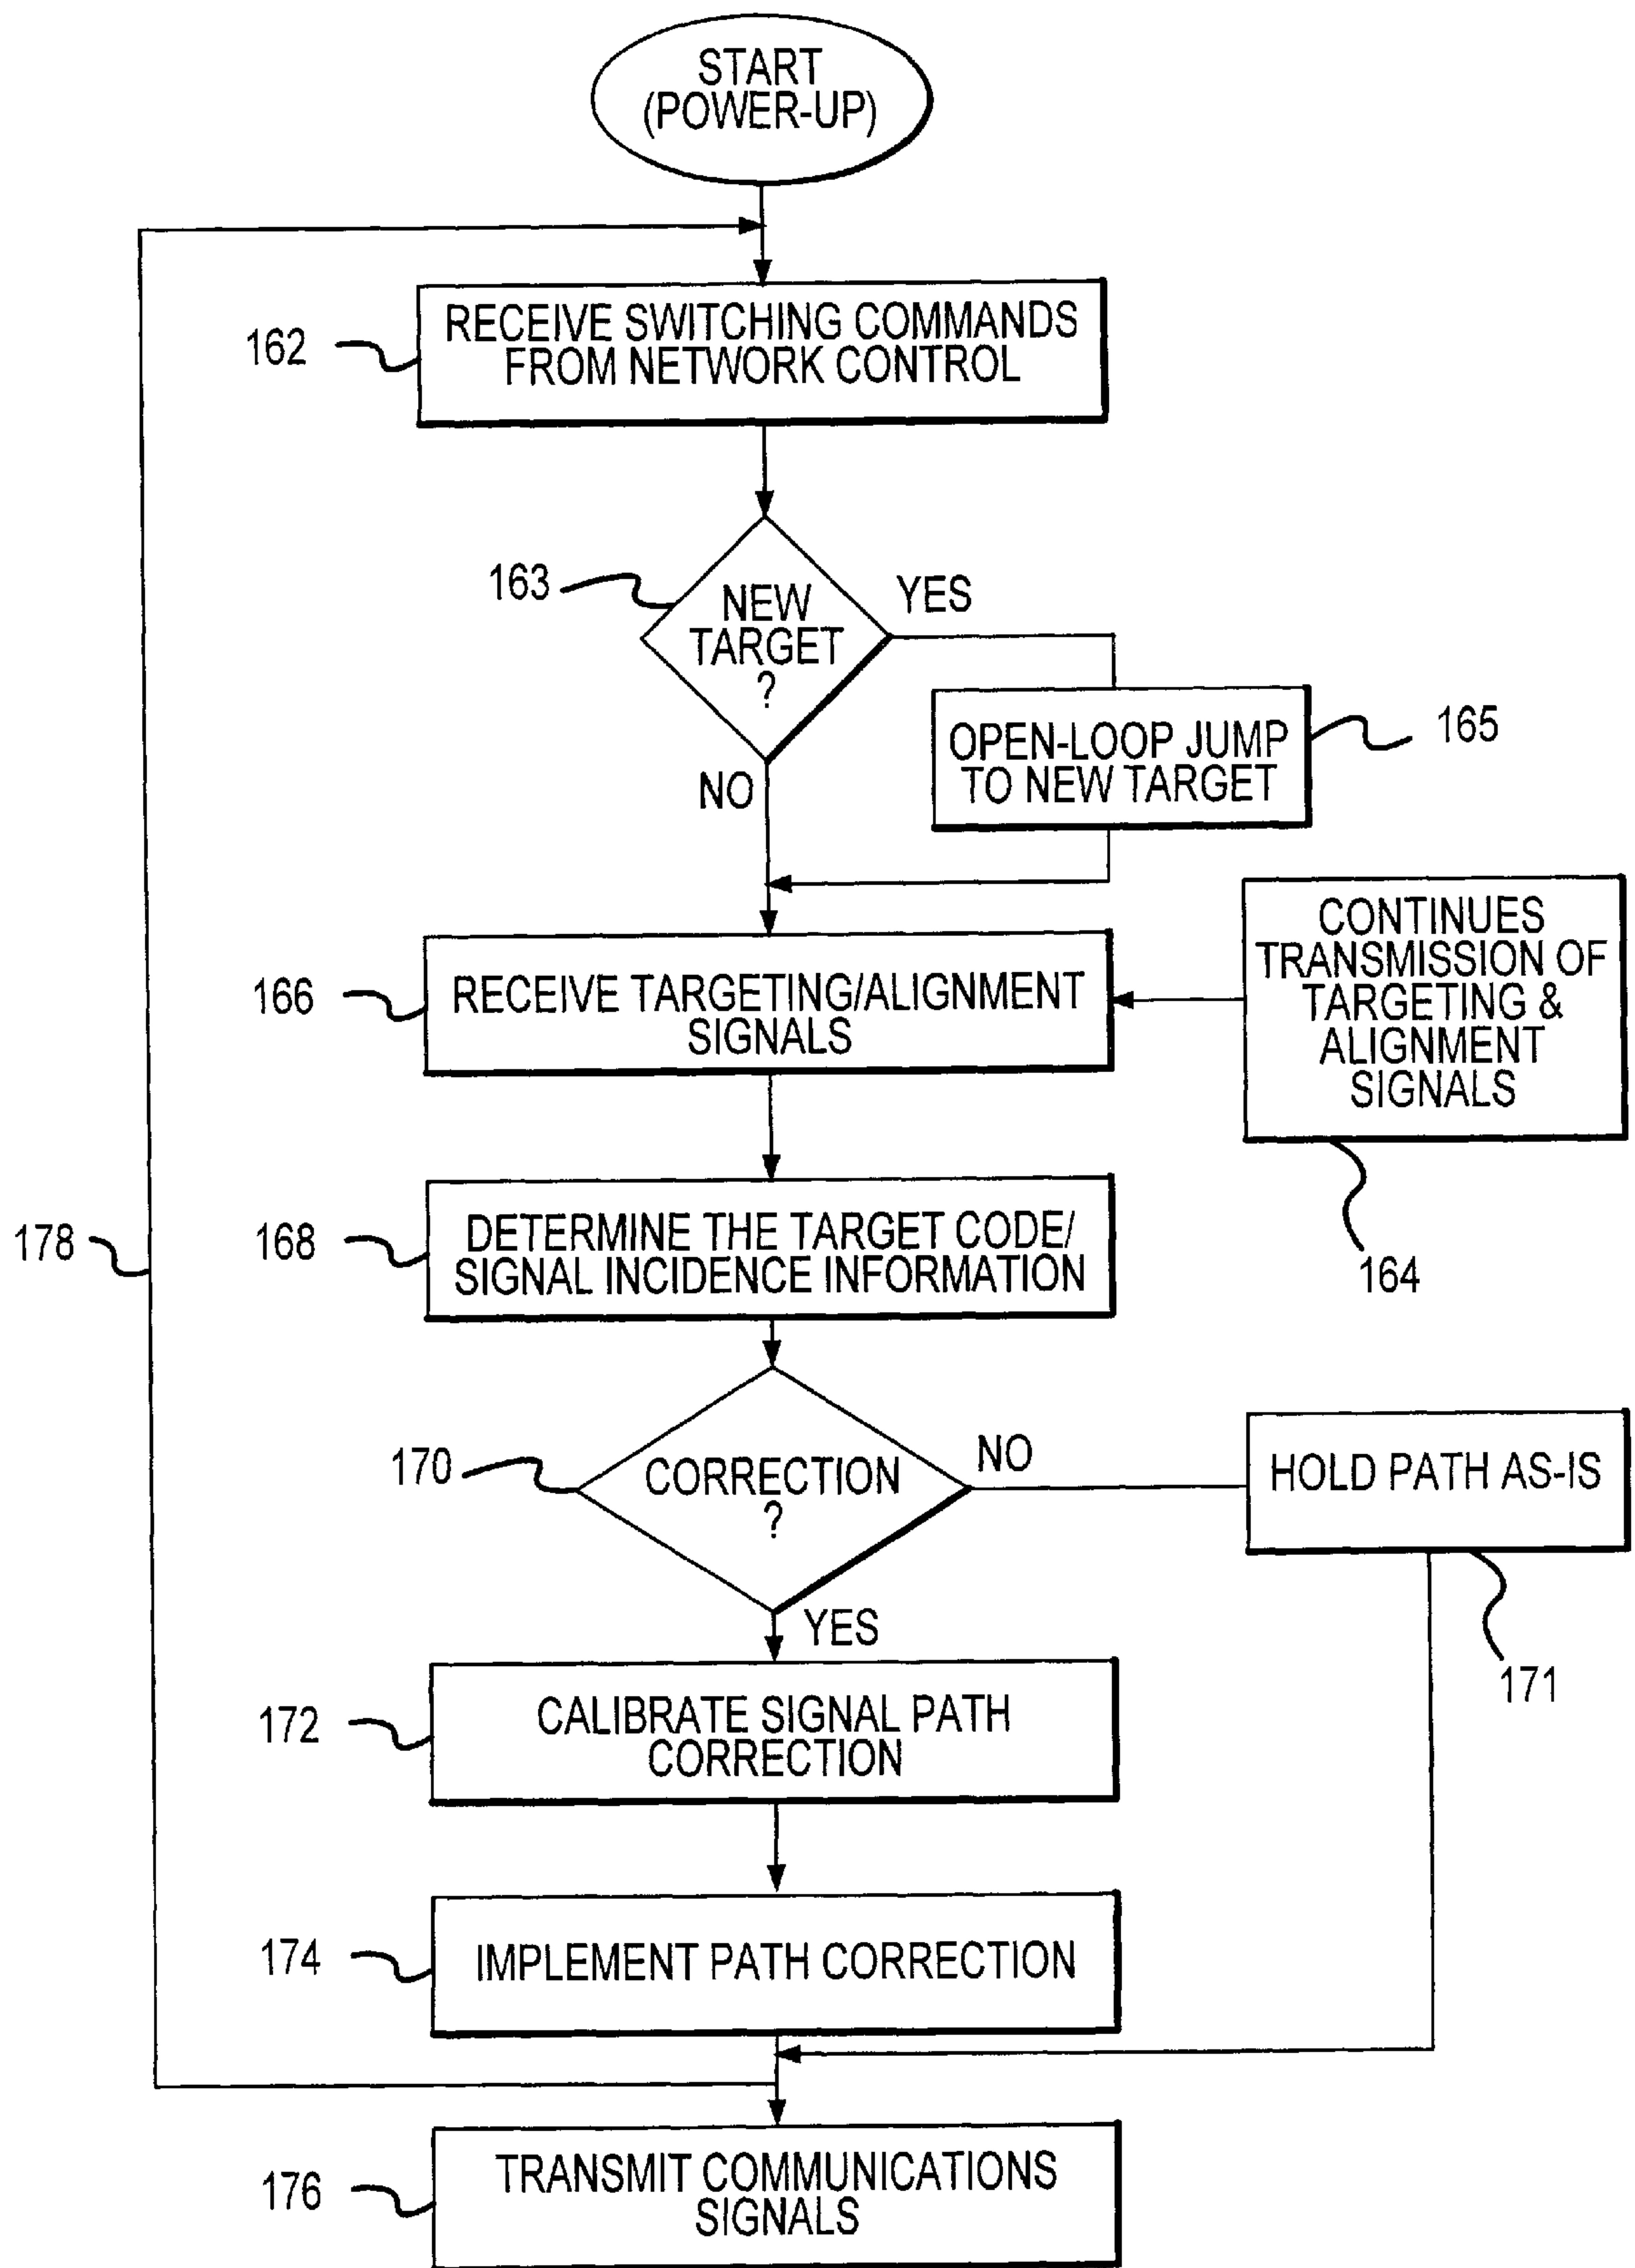 START
(POWER-UP)
162
RECEIVE SWITCHING COMMANDS
FROM NETWORK CONTROL
163
NEW
TARGET
?
YES
NO
OPEN-LOOP JUMP
TO NEW TARGET
165
166
RECEIVE TARGETING/ALIGNMENT
SIGNALS
CONTINUES
TRANSMISSION OF
TARGETING &
ALIGNMENT
SIGNALS
164
178
168
DETERMINE THE TARGET CODE/
SIGNAL INCIDENCE INFORMATION
170
CORRECTION
?
NO
HOLD PATH AS-IS
171
YES
172
CALIBRATE SIGNAL PATH
CORRECTION
174
IMPLEMENT PATH CORRECTION
176
TRANSMIT COMMUNICATIONS
SIGNALS